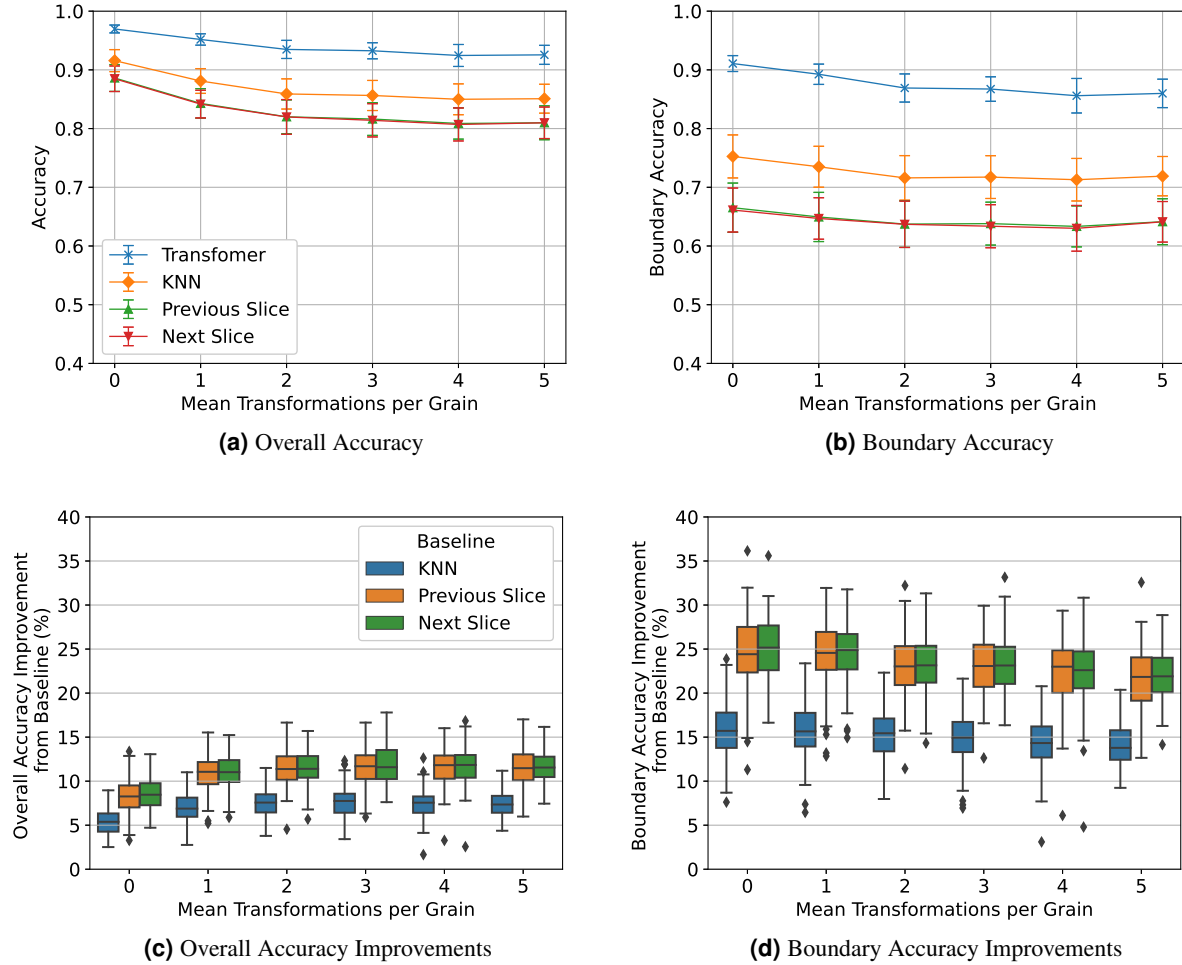 1.0
0.9
0.8
0.7
0.6
0.5
0.4
Accuracy
Transfomer
KNN
Previous Slice
Next Slice
0 1 2 3 4 5
Mean Transformations per Grain
(a) Overall Accuracy
1.0
0.9
0.8
0.7
0.6
0.5
0.4
Boundary Accuracy
0 1 2 3 4 5
Mean Transformations per Grain
(b) Boundary Accuracy
40
35
30
25
20
15
10
5
0
Overall Accuracy Improvement
from Baseline (%)
Baseline
KNN
Previous Slice
Next Slice
0 1 2 3 4 5
Mean Transformations per Grain
(c) Overall Accuracy Improvements
40
35
30
25
20
15
10
5
0
Boundary Accuracy Improvement
from Baseline (%)
0 1 2 3 4 5
Mean Transformations per Grain
(d) Boundary Accuracy Improvements